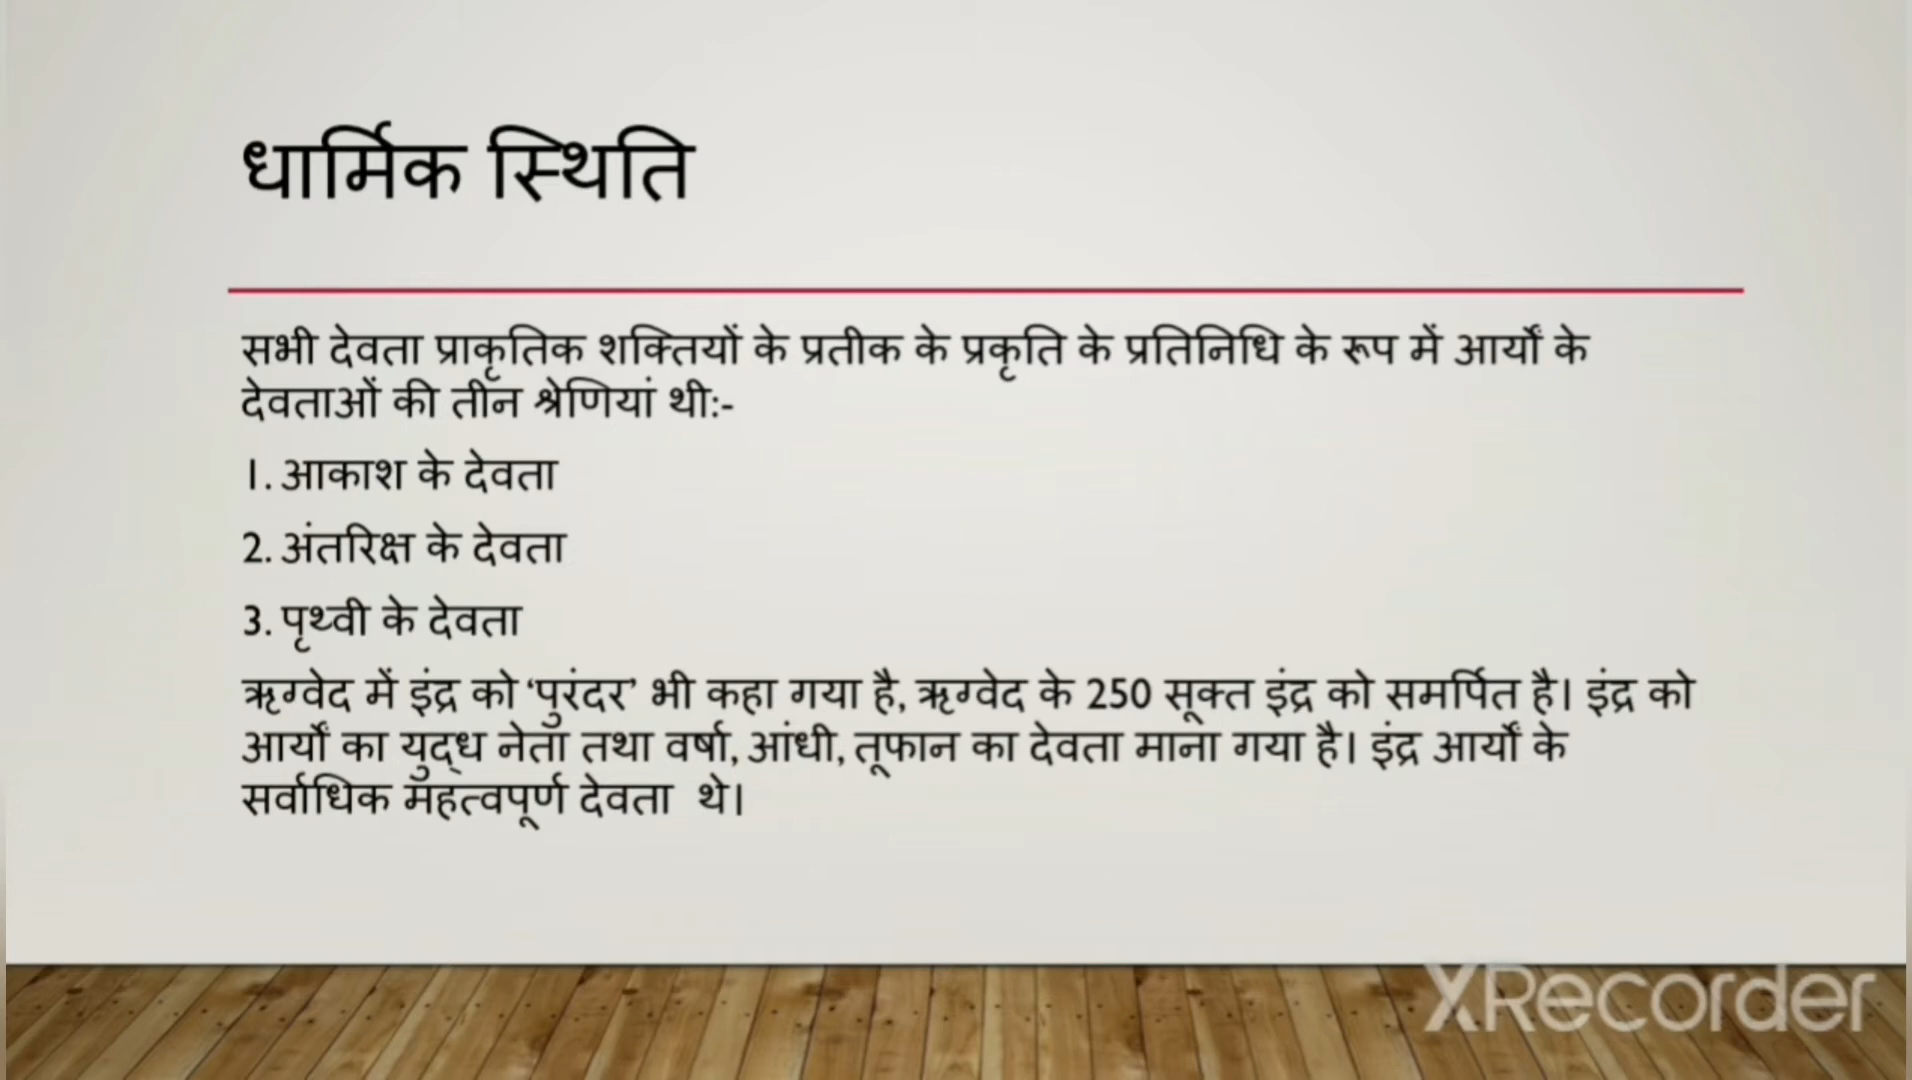 धार्मिक स्थिति
सभी देवता प्राकृतिक शक्तियों के प्रतीक के प्रकृति के प्रतिनिधि के रूप में आर्यों के
देवताओं की तीन श्रेणियां थी:-
1. आकाश के देवता
2. अंतरिक्ष के देवता
3. पृथ्वी के देवता
ऋग्वेद में इंद्र को ‘पुरंदर’ भी कहा गया है, ऋग्वेद के 250 सूक्त इंद्र को समर्पित है। इंद्र को
आर्यों का युद्ध नेता तथा वर्षा, आंधी, तूफान का देवता माना गया है। इंद्र आर्यों के
सर्वाधिक महत्वपूर्ण देवता थे।
XRecorder